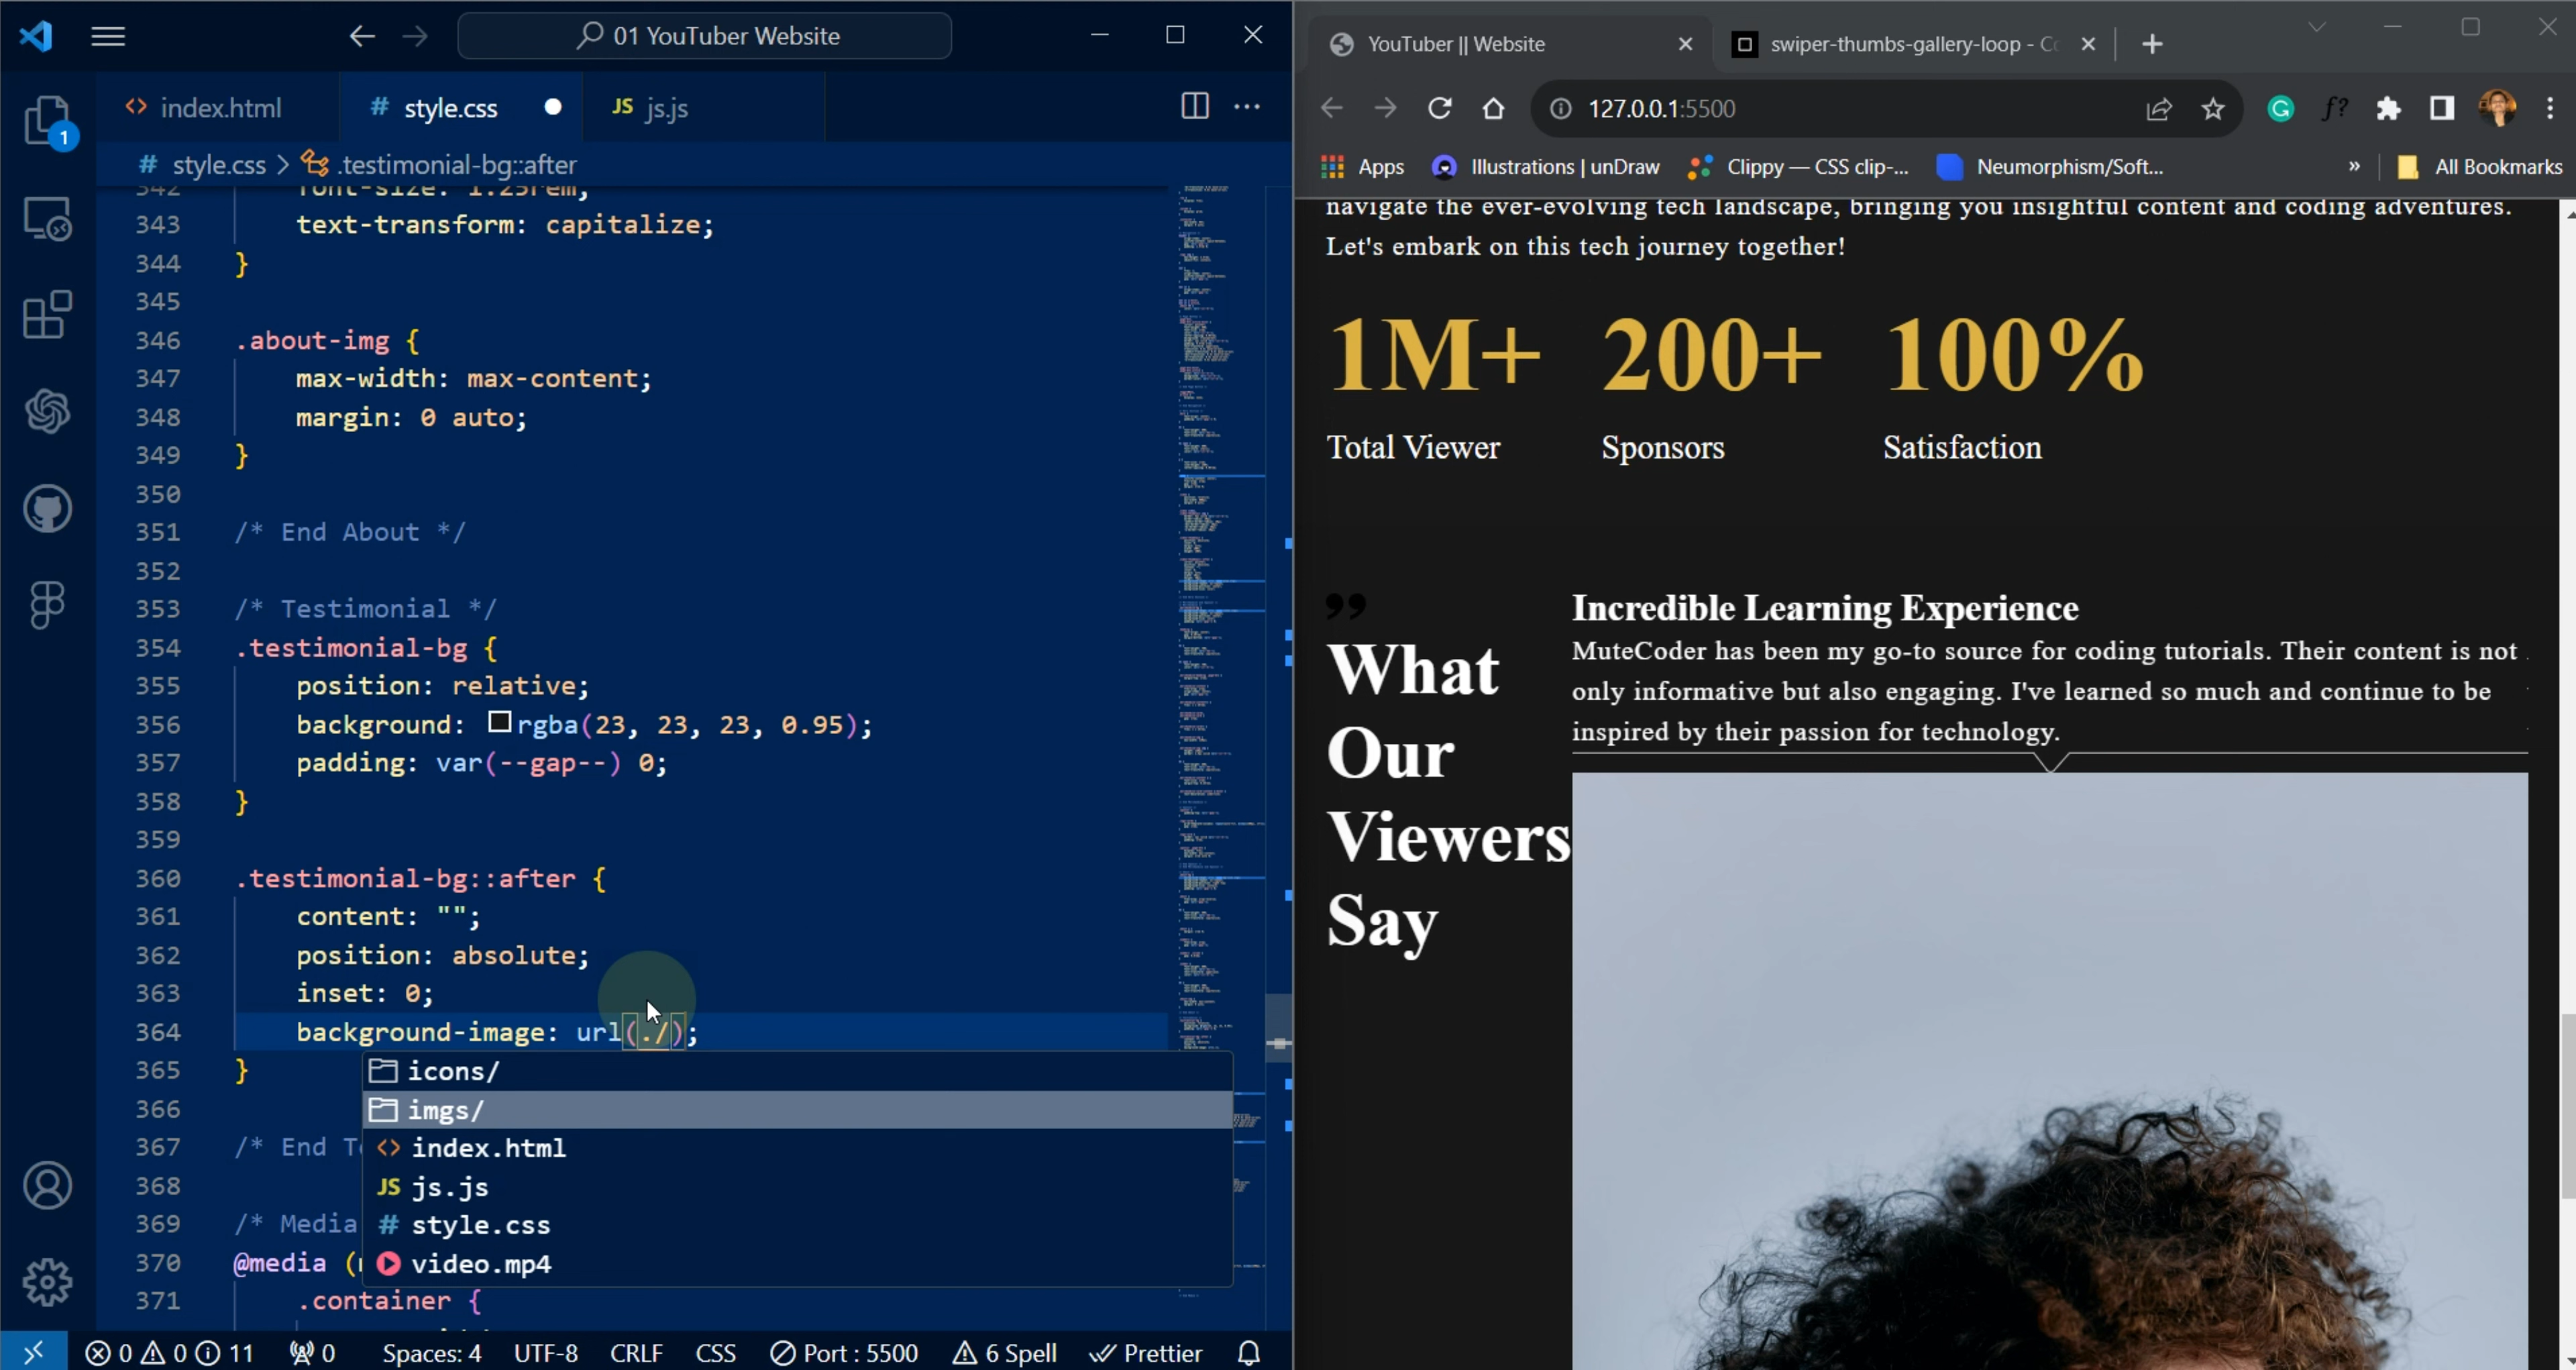 01 YouTuber Website
index.html
# style.css
JS js.js
# style.css > .testimonial-bg::after
1
342 font-size: 1.25rem;
343 text-transform: capitalize;
344 }
345
346 .about-img {
347 max-width: max-content;
348 margin: 0 auto;
349 }
350
351 /* End About */
352
353 /* Testimonial */
354 .testimonial-bg {
355 position: relative;
356 background: rgba(23, 23, 23, 0.95);
357 padding: var(--gap--) 0;
358 }
359
360 .testimonial-bg::after {
361 content: "";
362 position: absolute;
363 inset: 0;
364 background-image: url(./);
365 }
366
367 /* End Te
368
369 /* Media
370 @media (
371 .container {
icons/
imgs/
index.html
JS js.js
# style.css
video.mp4
0 0 11 0 Spaces: 4 UTF-8 CRLF CSS Port : 5500 6 Spell Prettier
YouTuber || Website
swiper-thumbs-gallery-loop - Co
127.0.0.1:5500
f?
Apps Illustrations | unDraw Clippy — CSS clip-... Neumorphism/Soft... » All Bookmarks
navigate the ever-evolving tech landscape, bringing you insightful content and coding adventures.
Let's embark on this tech journey together!
1M+ 200+ 100%
Total Viewer Sponsors Satisfaction
”
What
Our
Viewers
Say
Incredible Learning Experience
MuteCoder has been my go-to source for coding tutorials. Their content is not
only informative but also engaging. I've learned so much and continue to be
inspired by their passion for technology.